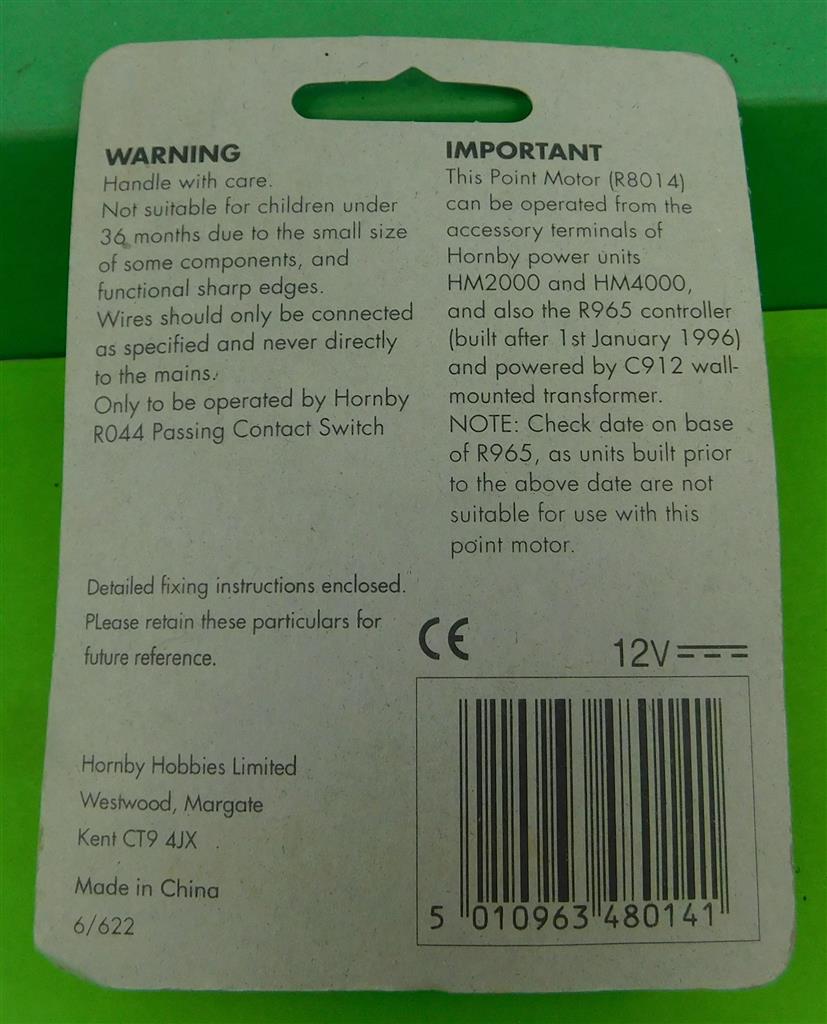 WARNING
Handle with care.
Not suitable for children under
36 months due to the small size
of some components, and
functional sharp edges.
Wires should only be connected
as specified and never directly
to the mains.
Only to be operated by Hornby
R044 Passing Contact Switch
IMPORTANT
This Point Motor (R8014)
can be operated from the
accessory terminals of
Hornby power units
HM2000 and HM4000,
and also the R965 controller
(built after 1st January 1996)
and powered by C912 wall-
mounted transformer.
NOTE: Check date on base
of R965, as units built prior
to the above date are not
suitable for use with this
point motor.
Detailed fixing instructions enclosed.
Please retain these particulars for
future reference.
CE
12V
Hornby Hobbies Limited
Westwood, Margate
Kent CT9 4JX
Made in China
6/622
5 010963 480141